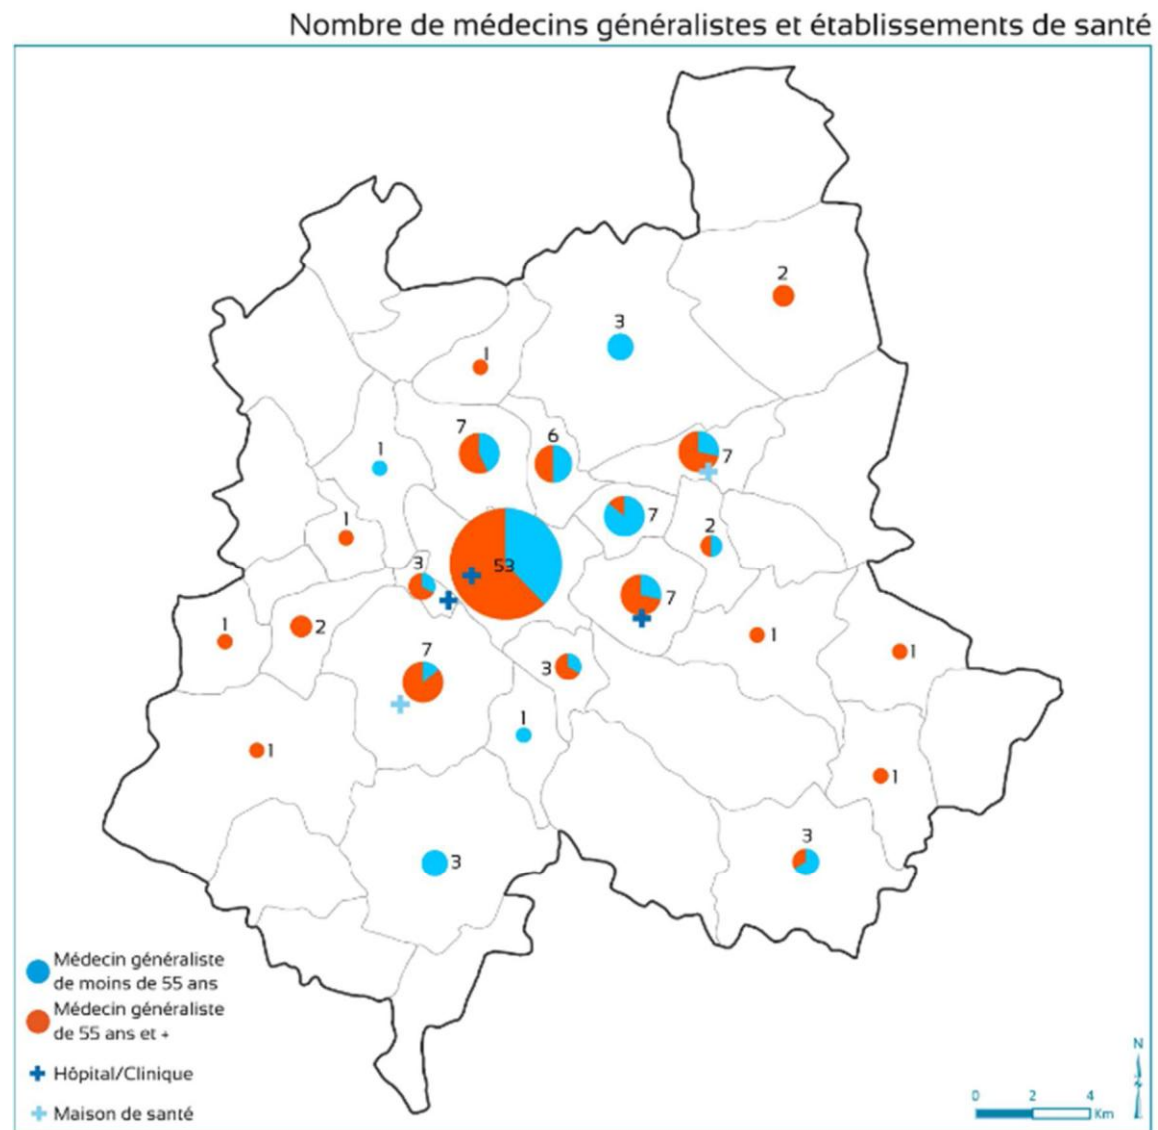 Nombre de médecins généralistes et établissements de santé
2
3
1
7
6
1
7
7
2
1
53
3
7
1
2
1
1
7
3
1
1
1
3
3
Médecin généraliste
de moins de 55 ans
Médecin généraliste
de 55 ans et +
Hôpital/Clinique
Maison de santé
N
0 2 4
Km